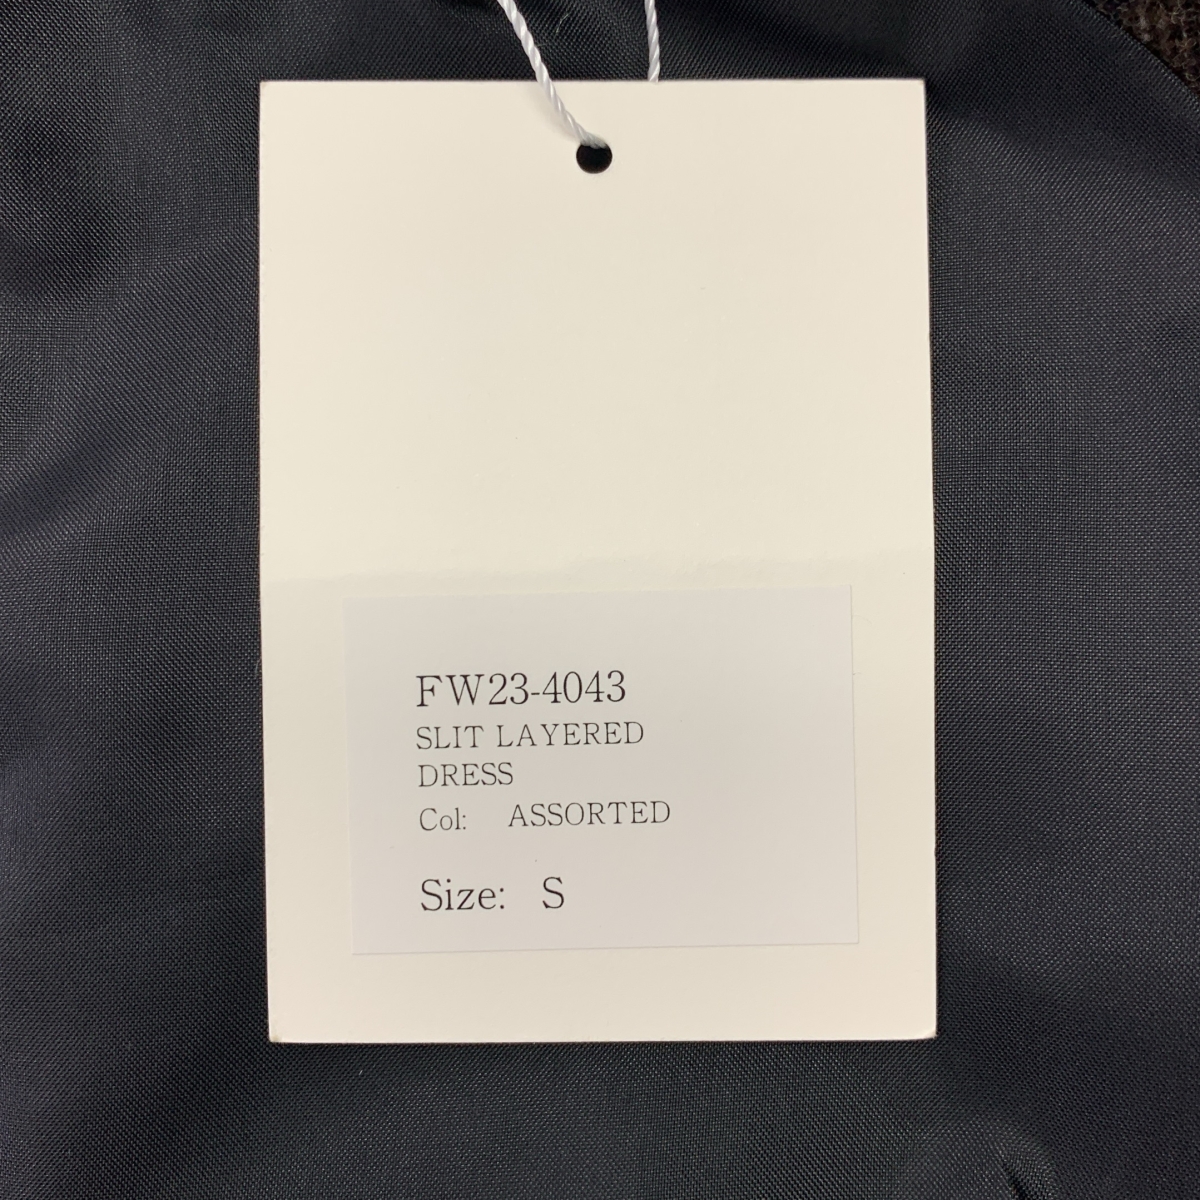 FW23-4043
SLIT LAYERED
DRESS
Col: ASSORTED
Size: S